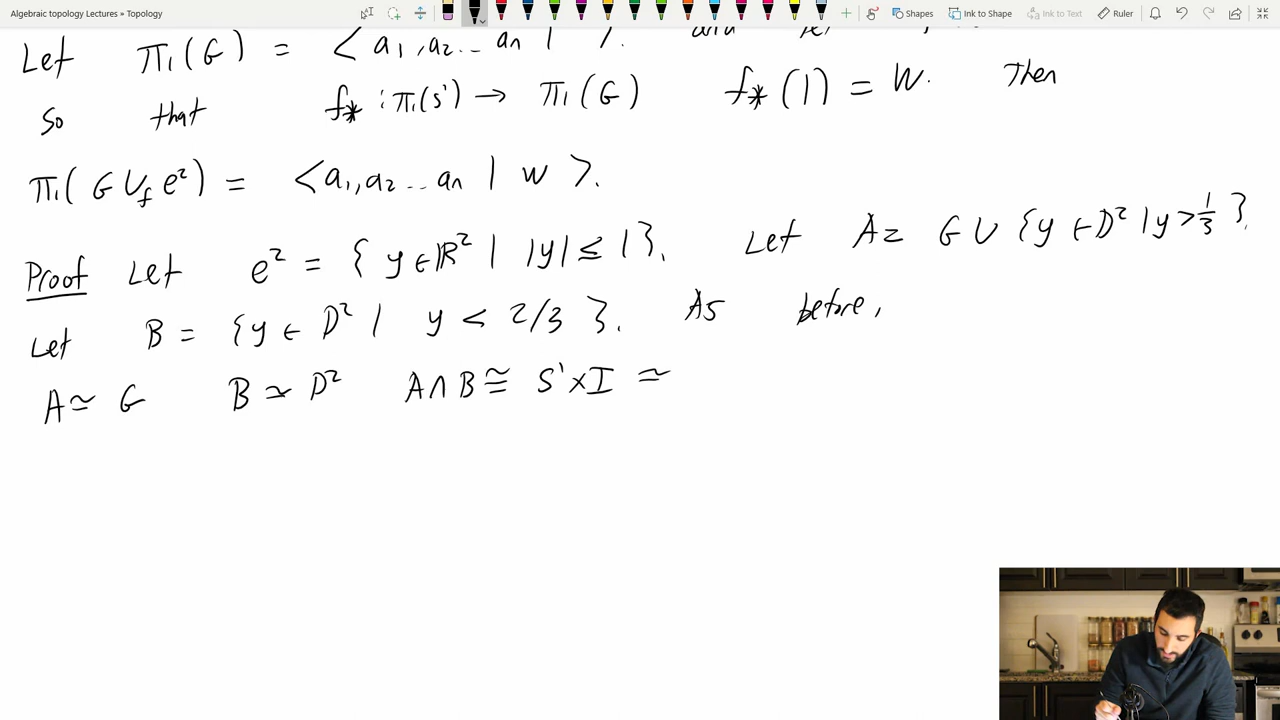 Algebraic topology Lectures » Topology
Shapes Ink to Shape Ink to Text Ruler
Let π₁(G) = <a₁,a₂...an | >. and
so that f* : π₁(S¹) → π₁(G) f*(1) = W. Then
π₁(G ∪f e²) = <a₁,a₂...an | w>.
Proof Let e² = {y∈ℝ² | |y| ≤ 1}. Let A = G ∪ {y ∈ D² | y > 1/3}.
Let B = {y ∈ D² | y < 2/3}. As before,
A ≃ G B ≃ D² A∩B ≅ S¹×I ≃